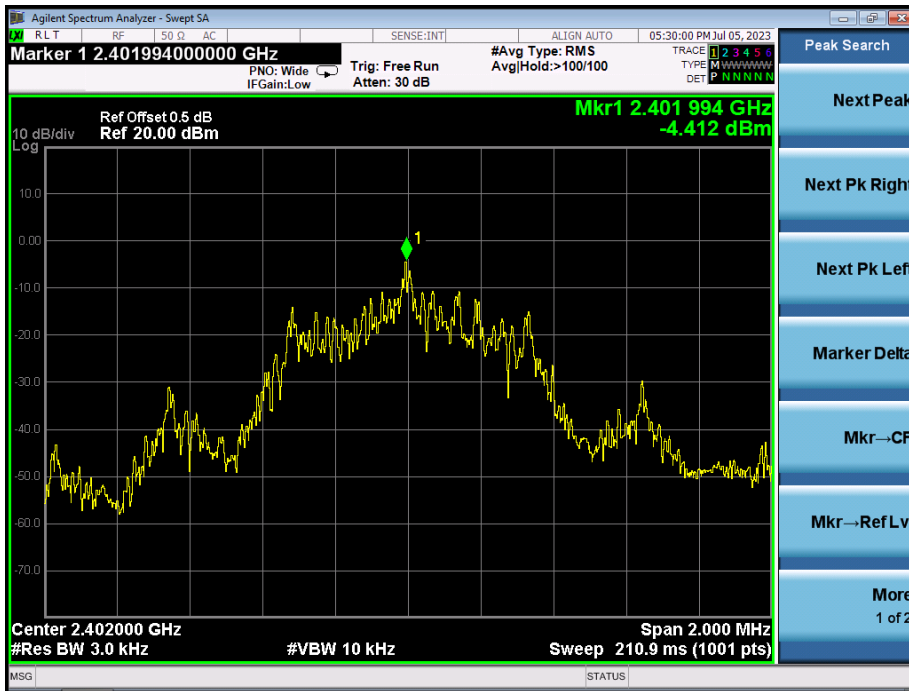 Agilent Spectrum Analyzer - Swept SA
LXI RLT RF 50 Ω AC SENSE:INT ALIGN AUTO 05:30:00 PM Jul 05, 2023
Marker 1 2.401994000000 GHz
PNO: Wide
IFGain:Low
Trig: Free Run
Atten: 30 dB
#Avg Type: RMS
Avg|Hold:>100/100
TRACE 1 2 3 4 5 6
TYPE M WWWWW
DET P N N N N N
Peak Search
Next Peak
Next Pk Right
Next Pk Left
Marker Delta
Mkr→CF
Mkr→Ref Lv
More
1 of 2
Mkr1 2.401 994 GHz
-4.412 dBm
Ref Offset 0.5 dB
10 dB/div Ref 20.00 dBm
Log
10.0
0.00
-10.0
-20.0
-30.0
-40.0
-50.0
-60.0
-70.0
1
Center 2.402000 GHz Span 2.000 MHz
#Res BW 3.0 kHz #VBW 10 kHz Sweep 210.9 ms (1001 pts)
MSG STATUS